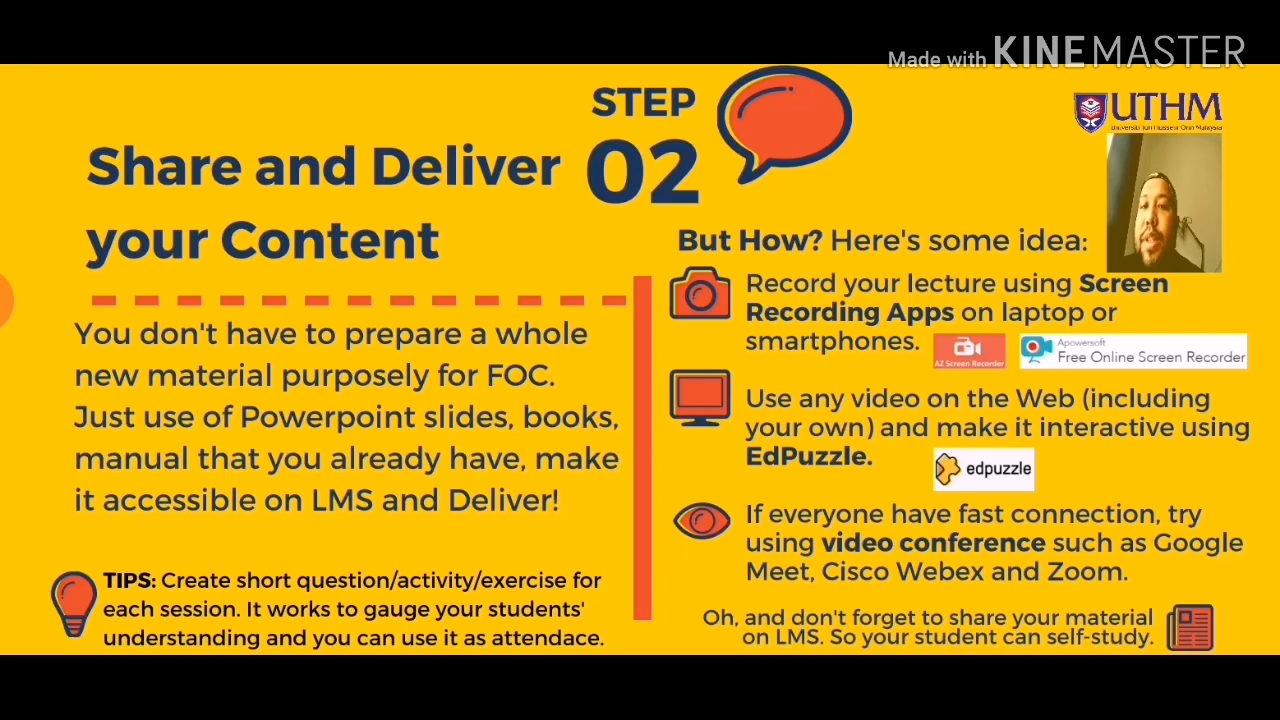 Made with KINEMASTER
STEP
02
UTHM
Universiti Tun Hussein Onn Malaysia
Share and Deliver
your Content
You don't have to prepare a whole
new material purposely for FOC.
Just use of Powerpoint slides, books,
manual that you already have, make
it accessible on LMS and Deliver!
TIPS: Create short question/activity/exercise for
each session. It works to gauge your students'
understanding and you can use it as attendace.
But How? Here's some idea:
Record your lecture using Screen
Recording Apps on laptop or
smartphones.
AZ Screen Recorder
Apowersoft
Free Online Screen Recorder
Use any video on the Web (including
your own) and make it interactive using
EdPuzzle.
edpuzzle
If everyone have fast connection, try
using video conference such as Google
Meet, Cisco Webex and Zoom.
Oh, and don't forget to share your material
on LMS. So your student can self-study.